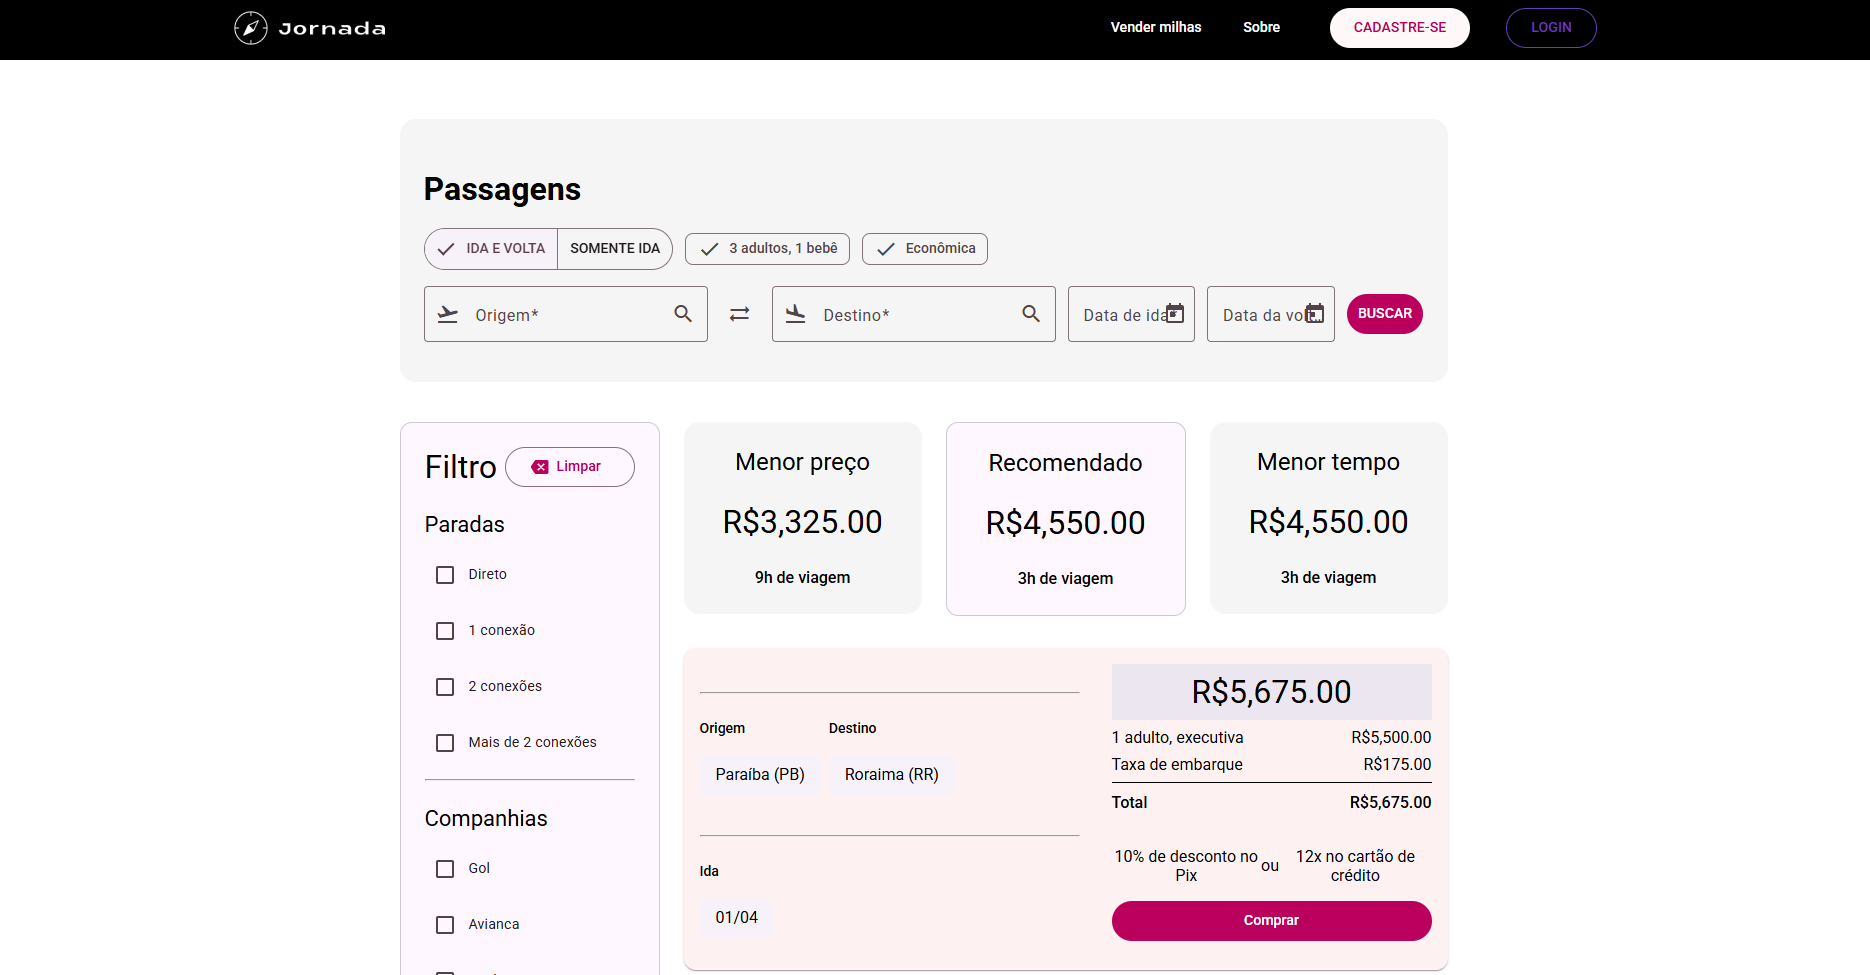 Jornada
Vender milhas
Sobre
CADASTRE-SE
LOGIN
Passagens
IDA E VOLTA
SOMENTE IDA
3 adultos, 1 bebê
Econômica
Origem*
Destino*
Data de ida
Data da
BUSCAR
Filtro
Limpar
Paradas
Direto
1 conexão
2 conexões
Mais de 2 conexões
Companhias
Gol
Avianca
Menor preço
R$3,325.00
9h de viagem
Recomendado
R$4,550.00
3h de viagem
Menor tempo
R$4,550.00
3h de viagem
Origem
Destino
Paraíba (PB)
Roraima (RR)
Ida
01/04
R$5,675.00
1 adulto, executiva R$5,500.00
Taxa de embarque R$175.00
Total R$5,675.00
10% de desconto no
Pix
ou
12x no cartão de
crédito
Comprar